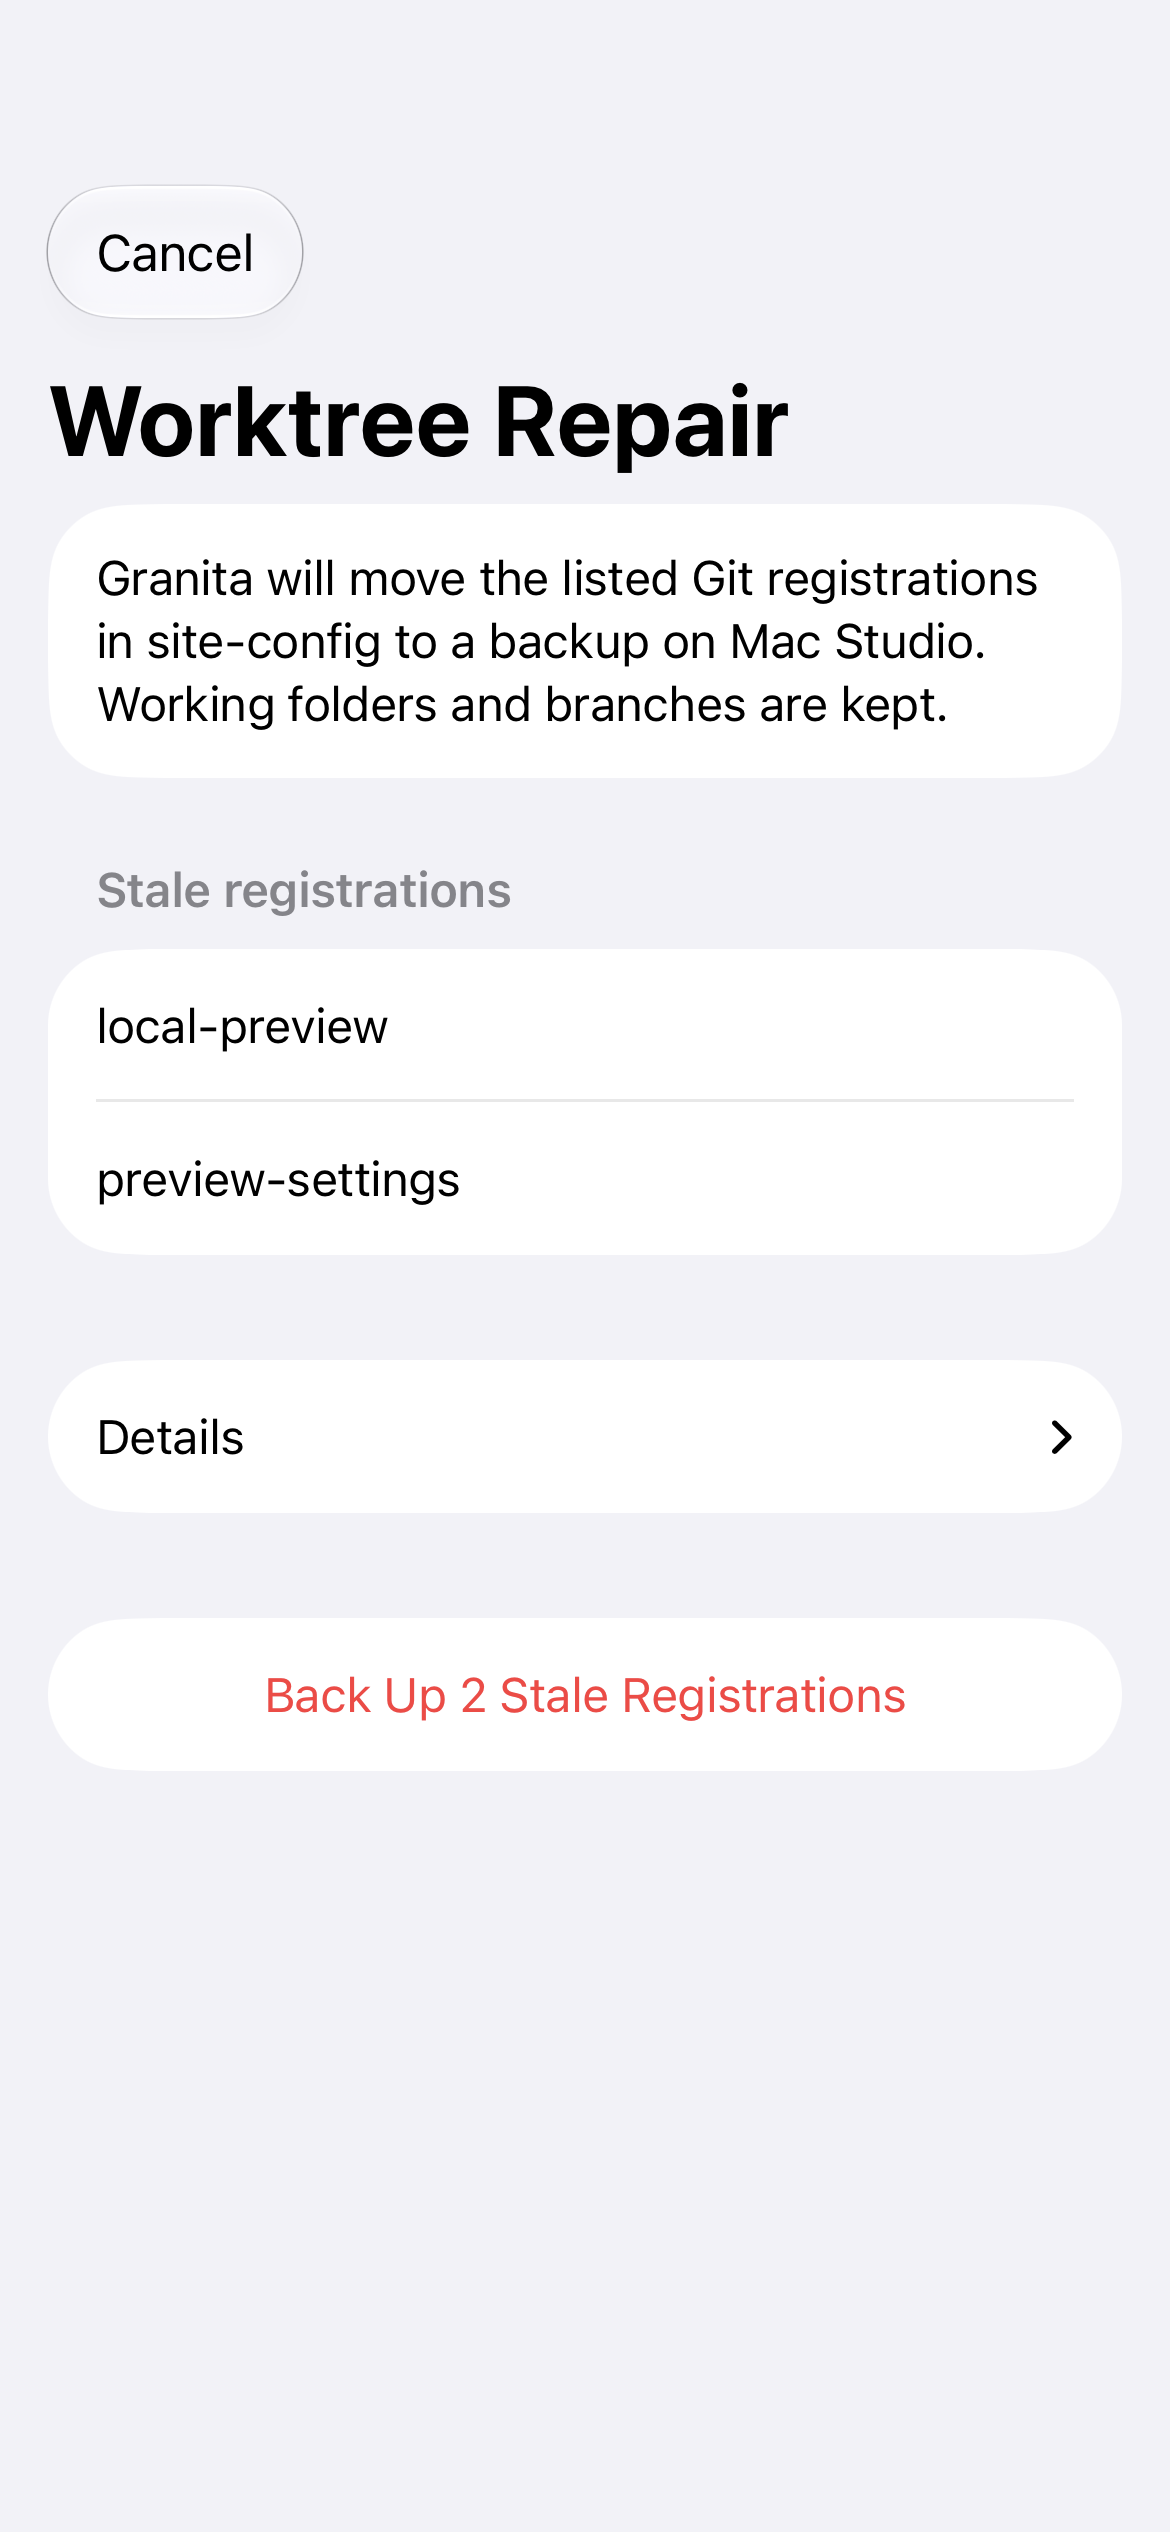 Cancel
Worktree Repair
Granita will move the listed Git registrations
in site-config to a backup on Mac Studio.
Working folders and branches are kept.
Stale registrations
local-preview
preview-settings
Details
Back Up 2 Stale Registrations